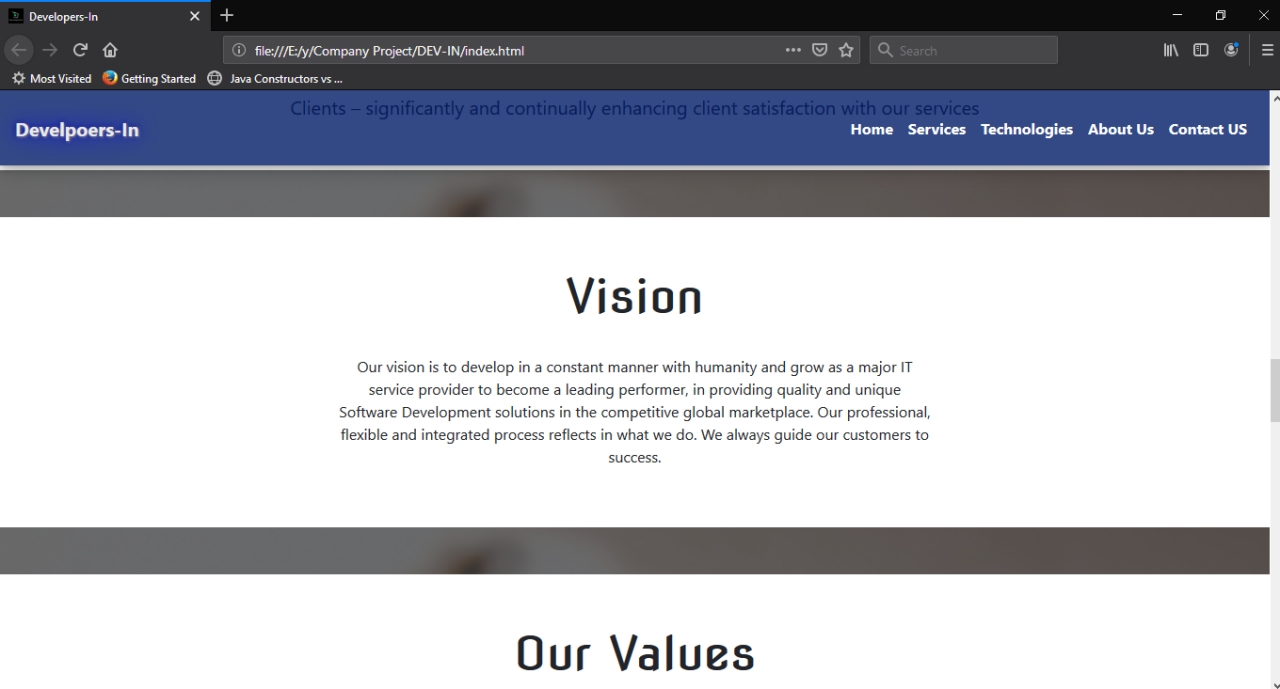 Developers-In
file:///E:/y/Company Project/DEV-IN/index.html
Search
Most Visited
Getting Started
Java Constructors vs ...
Clients – significantly and continually enhancing client satisfaction with our services
Develpoers-In
Home
Services
Technologies
About Us
Contact US
Vision
Our vision is to develop in a constant manner with humanity and grow as a major IT
service provider to become a leading performer, in providing quality and unique
Software Development solutions in the competitive global marketplace. Our professional,
flexible and integrated process reflects in what we do. We always guide our customers to
success.
Our Values